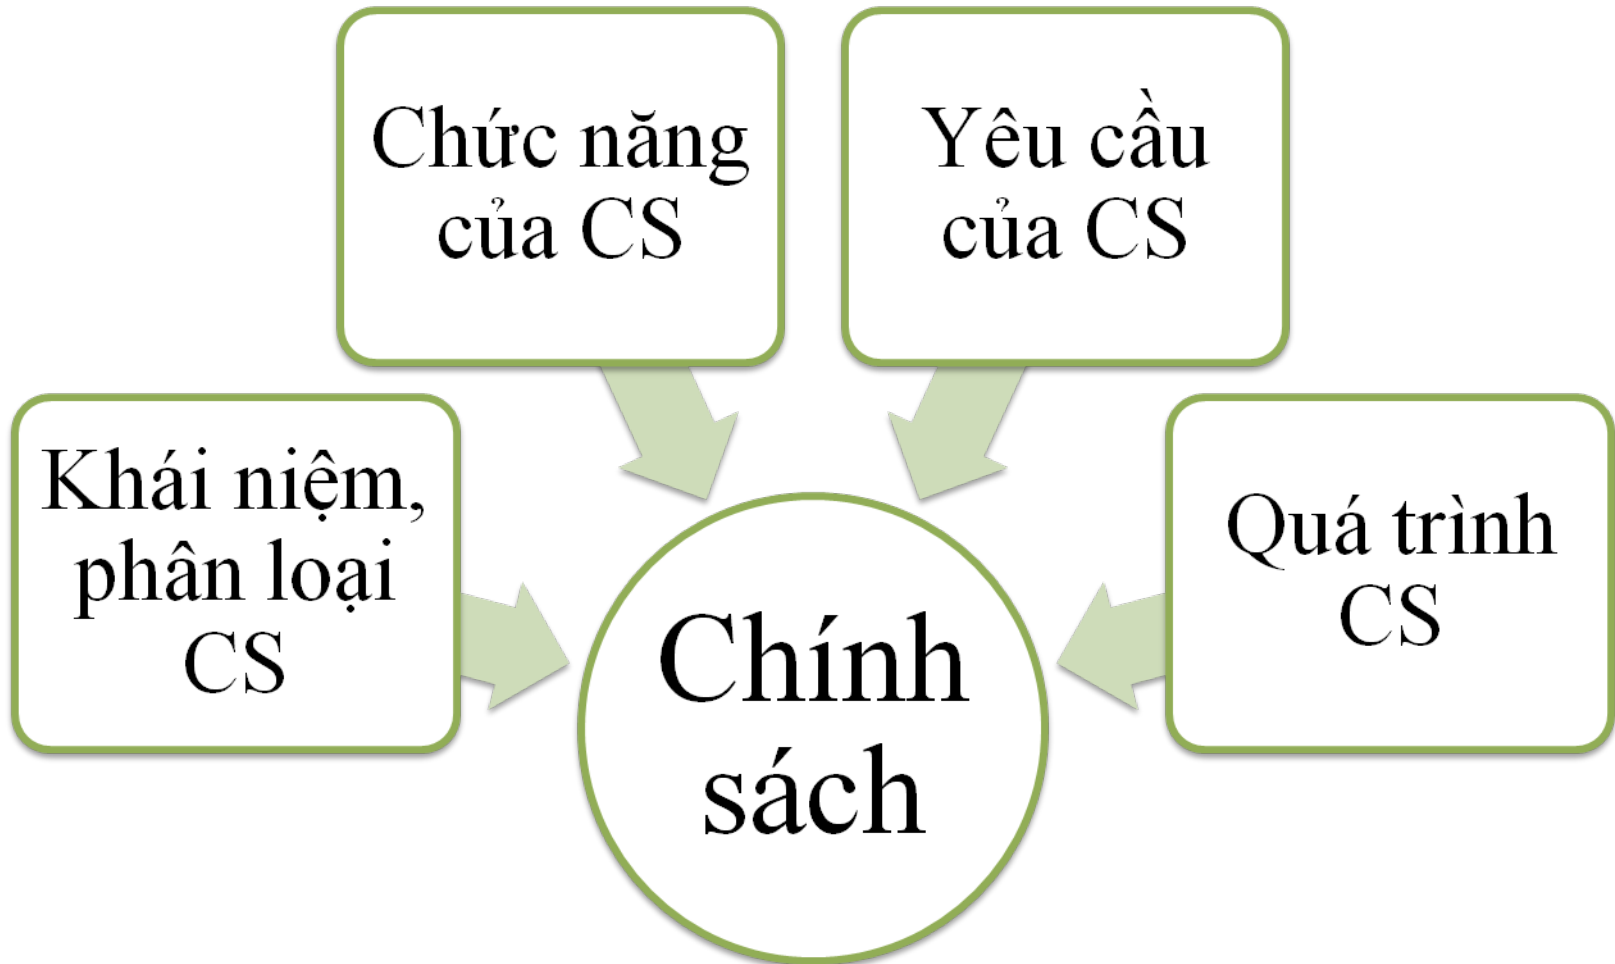 Chức năng
của CS
Yêu cầu
của CS
Khái niệm,
phân loại
CS
Quá trình
CS
Chính
sách